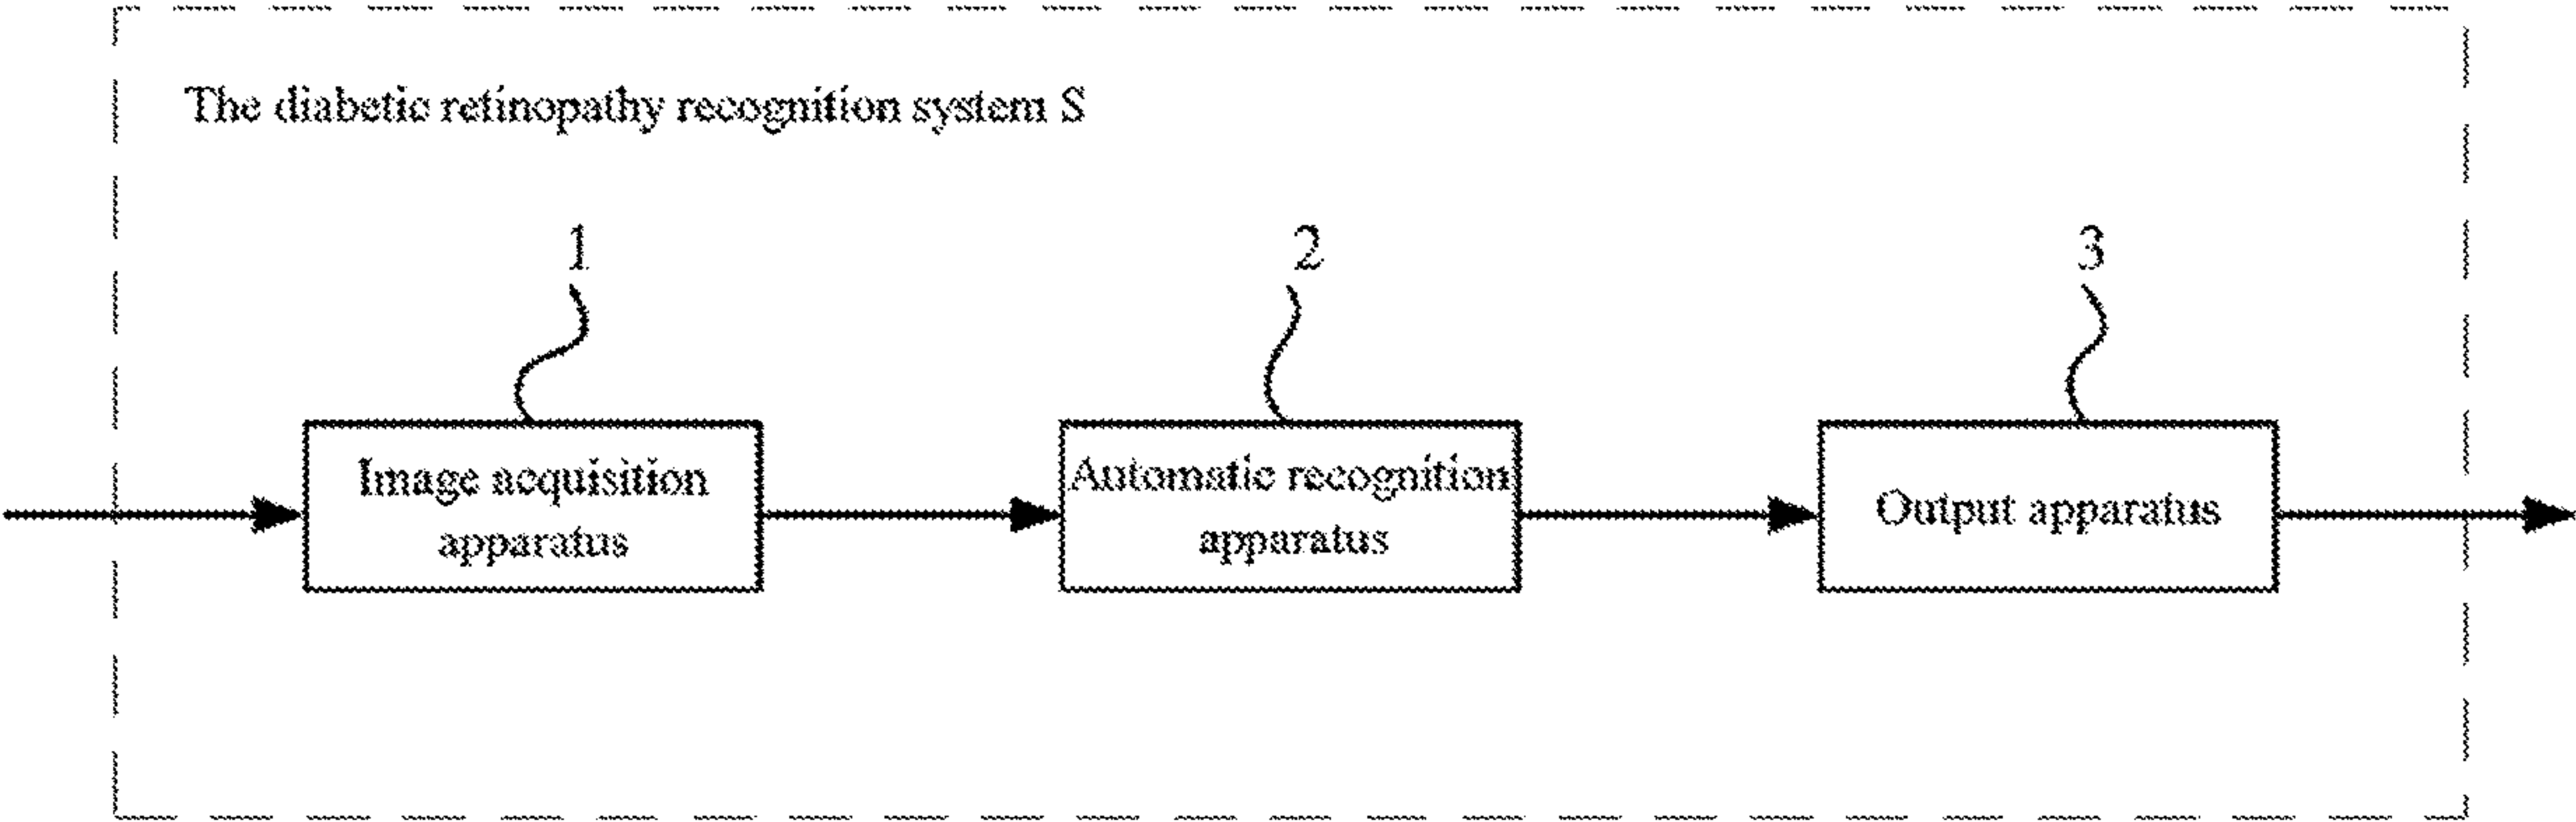 The diabetic retinopathy recognition system S
1
2
3
Image acquisition
apparatus
Automatic recognition
apparatus
Output apparatus